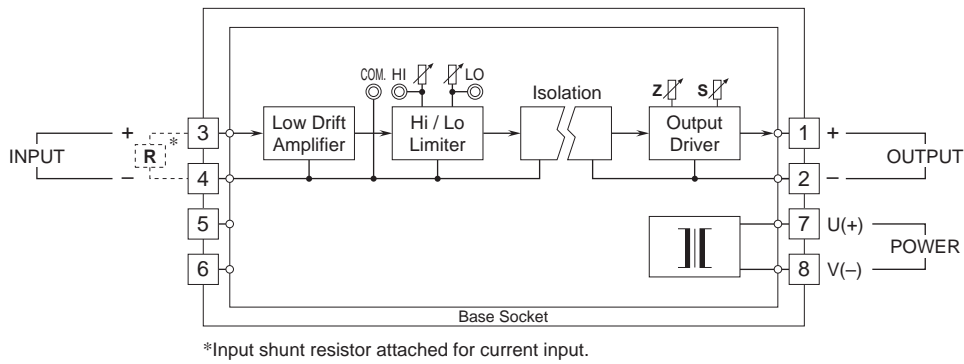 COM. HI LO
Isolation
Z S
+ 3 Low Drift Amplifier Hi / Lo Limiter Output Driver 1 +
*
INPUT R OUTPUT
– 4 2 –
5 7 U(+)
POWER
6 8 V(–)
Base Socket
*Input shunt resistor attached for current input.